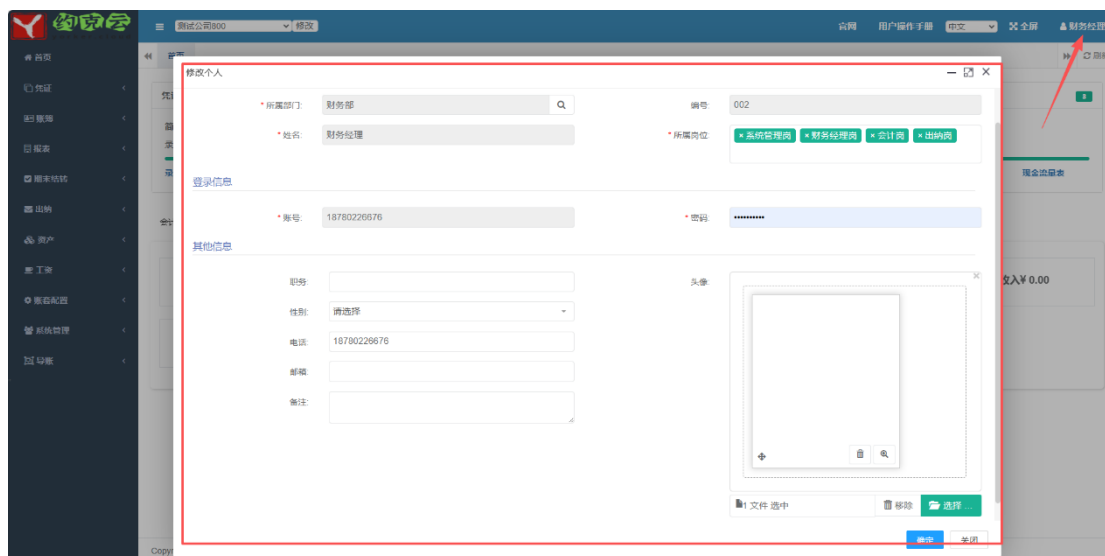 约克云
测试公司800 修改 官网 用户操作手册 中文 全屏 财务经理
首页
凭证
账簿
报表
期末结转
出纳
资产
工资
账套配置
系统管理
导帐
首页
修改个人
* 所属部门: 财务部 编号: 002
* 姓名: 财务经理 * 所属岗位: ×系统管理岗 ×财务经理岗 ×会计岗 ×出纳岗
登录信息
* 账号: 18780226676 * 密码: ••••••••••
其他信息
职务: 头像:
性别: 请选择
电话: 18780226676
邮箱:
备注:
1 文件 选中 移除 选择 ...
确定 关闭
现金流量表
收入¥ 0.00